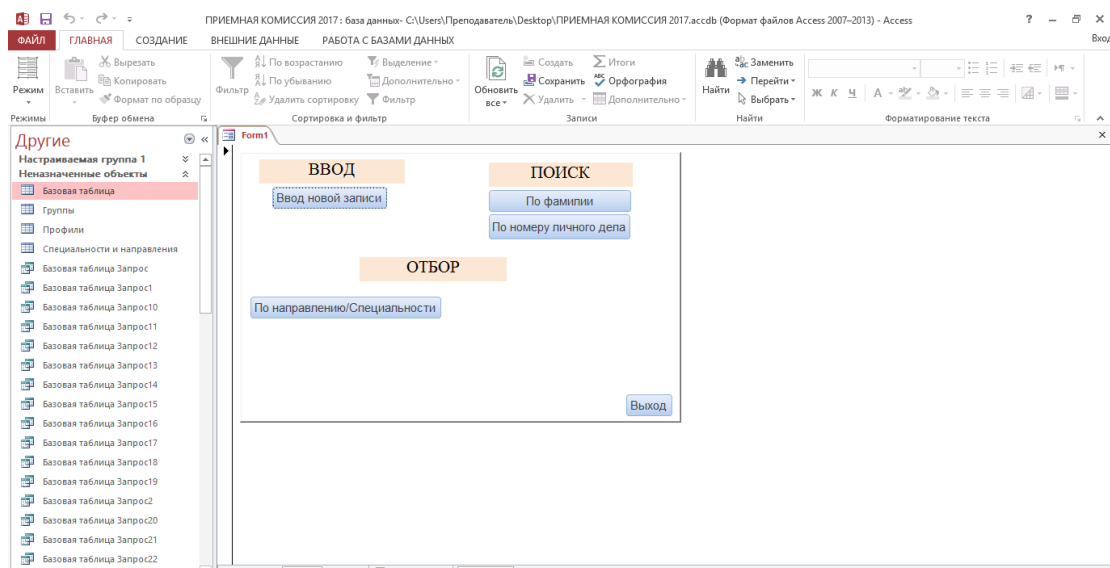 ПРИЕМНАЯ КОМИССИЯ 2017 : база данных- C:\Users\Преподаватель\Desktop\ПРИЕМНАЯ КОМИССИЯ 2017.accdb (Формат файлов Access 2007–2013) - Access
ФАЙЛ ГЛАВНАЯ СОЗДАНИЕ ВНЕШНИЕ ДАННЫЕ РАБОТА С БАЗАМИ ДАННЫХ Вход
Режим
Вставить
Вырезать
Копировать
Формат по образцу
Фильтр
По возрастанию
По убыванию
Удалить сортировку
Выделение
Дополнительно
Фильтр
Обновить все
Создать
Сохранить
Удалить
Итоги
Орфография
Дополнительно
Найти
Заменить
Перейти
Выбрать
Ж К Ч А
Режимы Буфер обмена Сортировка и фильтр Записи Найти Форматирование текста
Другие
Настраиваемая группа 1
Неназначенные объекты
Базовая таблица
Группы
Профили
Специальности и направления
Базовая таблица Запрос
Базовая таблица Запрос1
Базовая таблица Запрос10
Базовая таблица Запрос11
Базовая таблица Запрос12
Базовая таблица Запрос13
Базовая таблица Запрос14
Базовая таблица Запрос15
Базовая таблица Запрос16
Базовая таблица Запрос17
Базовая таблица Запрос18
Базовая таблица Запрос19
Базовая таблица Запрос2
Базовая таблица Запрос20
Базовая таблица Запрос21
Базовая таблица Запрос22
Form1
ВВОД
Ввод новой записи
ПОИСК
По фамилии
По номеру личного дела
ОТБОР
По направлению/Специальности
Выход